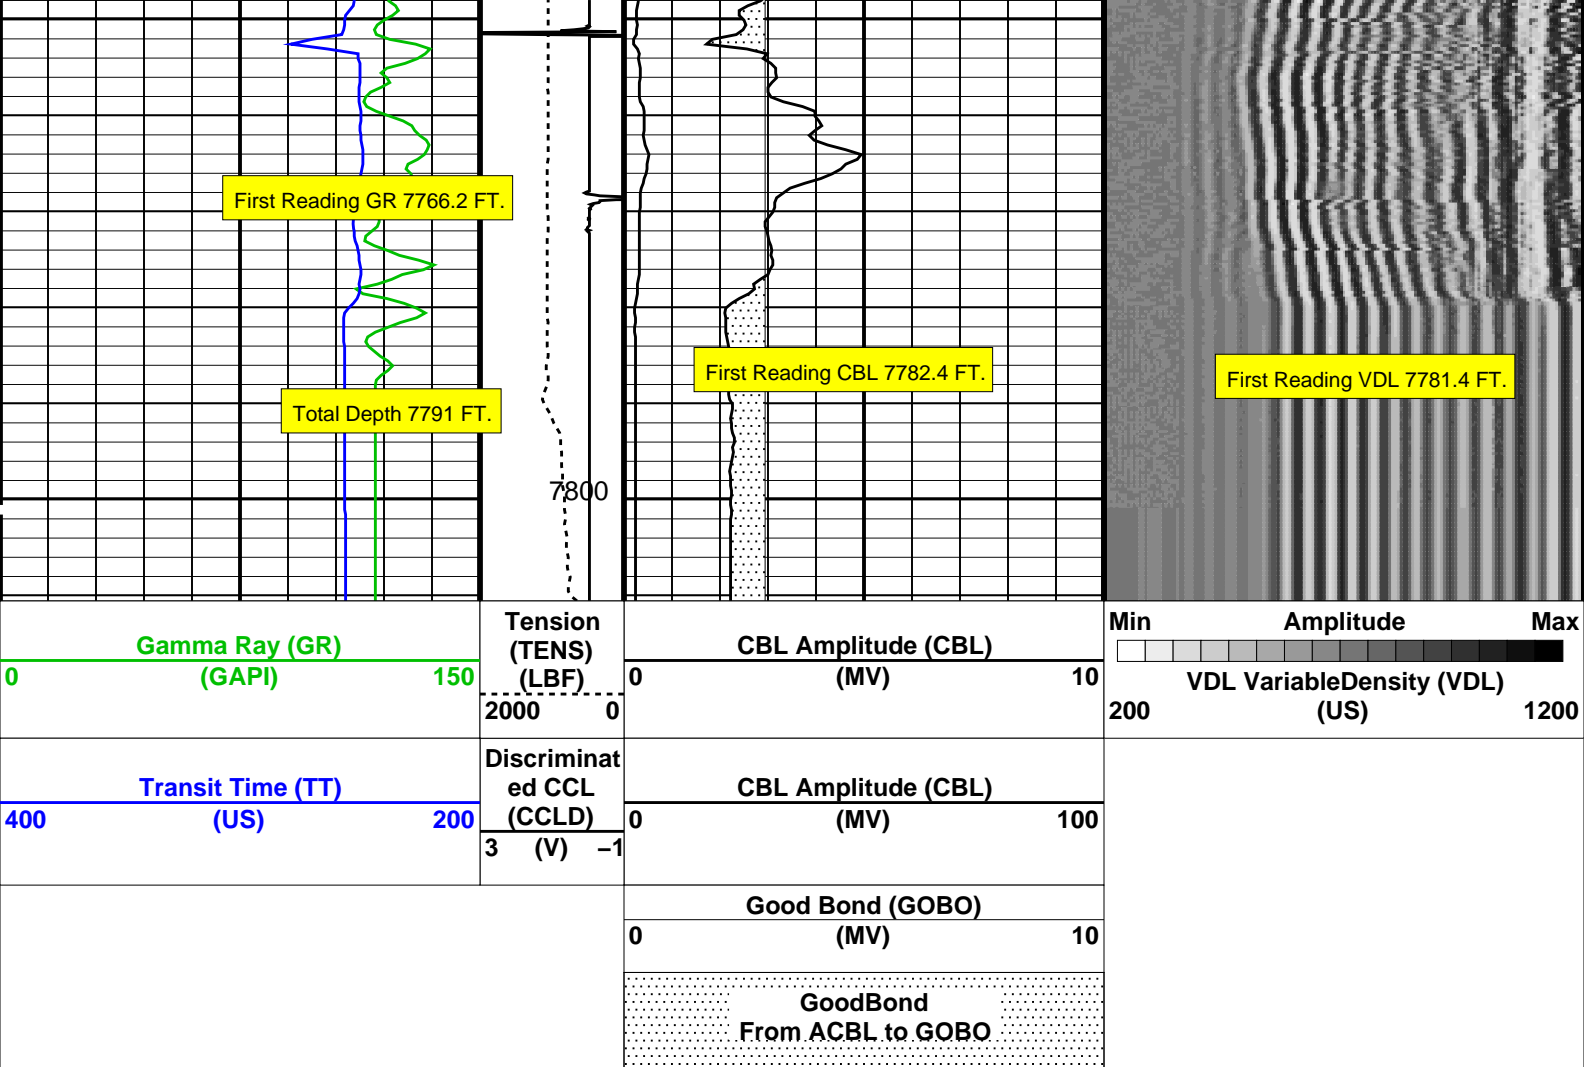 First Reading GR 7766.2 FT.
First Reading CBL 7782.4 FT.
First Reading VDL 7781.4 FT.
Total Depth 7791 FT.
7800
Gamma Ray (GR)
0 (GAPI) 150
Tension
(TENS)
(LBF)
2000 0
CBL Amplitude (CBL)
0 (MV) 10
Min Amplitude Max
VDL VariableDensity (VDL)
200 (US) 1200
Transit Time (TT)
400 (US) 200
Discriminat
ed CCL
(CCLD)
3 (V) −1
CBL Amplitude (CBL)
0 (MV) 100
Good Bond (GOBO)
0 (MV) 10
GoodBond
From ACBL to GOBO